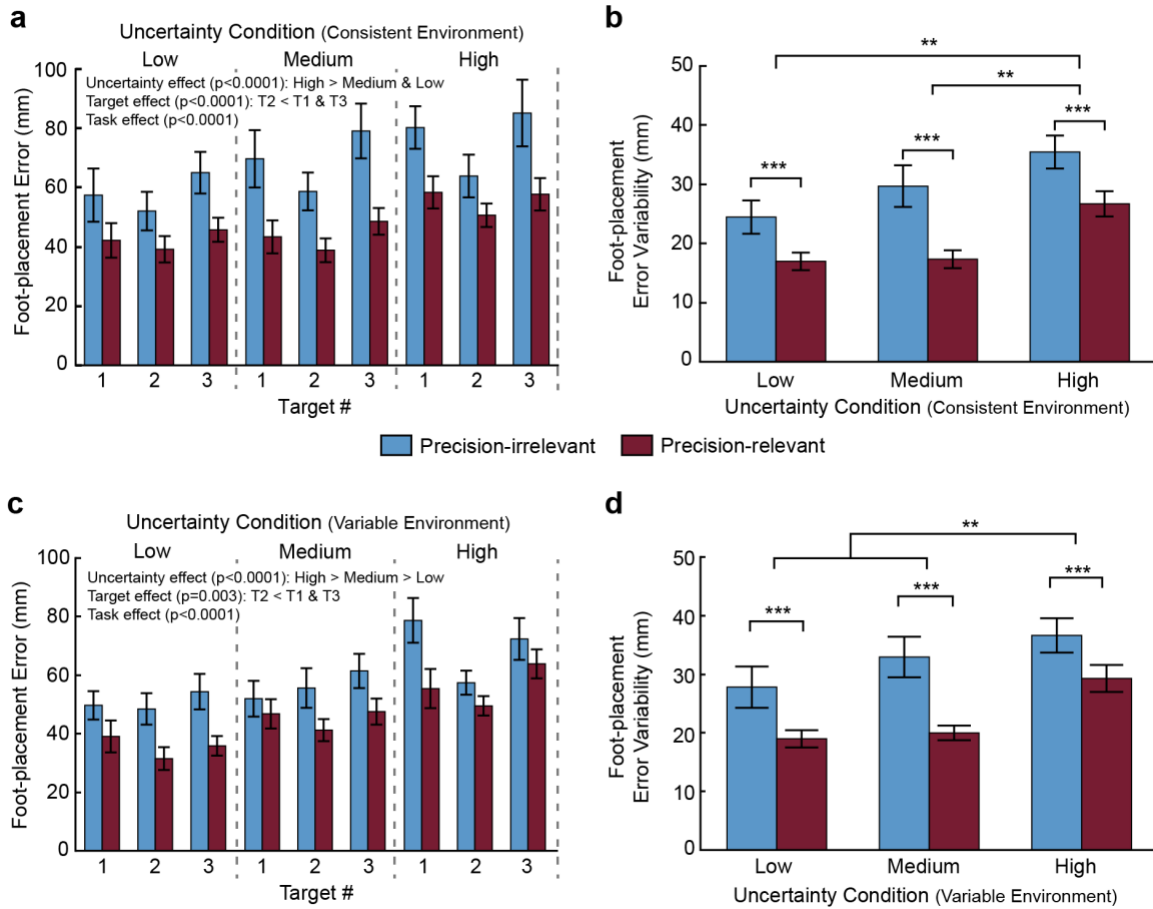 a
Uncertainty Condition (Consistent Environment)
Low Medium High
Uncertainty effect (p<0.0001): High > Medium & Low
Target effect (p<0.0001): T2 < T1 & T3
Task effect (p<0.0001)
Foot-placement Error (mm)
100
80
60
40
20
0
1 2 3 1 2 3 1 2 3
Target #
b
**
**
***
***
***
Foot-placement
Error Variability (mm)
50
40
30
20
10
0
Low Medium High
Uncertainty Condition (Consistent Environment)
Precision-irrelevant Precision-relevant
c
Uncertainty Condition (Variable Environment)
Low Medium High
Uncertainty effect (p<0.0001): High > Medium > Low
Target effect (p=0.003): T2 < T1 & T3
Task effect (p<0.0001)
Foot-placement Error (mm)
100
80
60
40
20
0
1 2 3 1 2 3 1 2 3
Target #
d
**
***
***
***
Foot-placement
Error Variability (mm)
50
40
30
20
10
0
Low Medium High
Uncertainty Condition (Variable Environment)